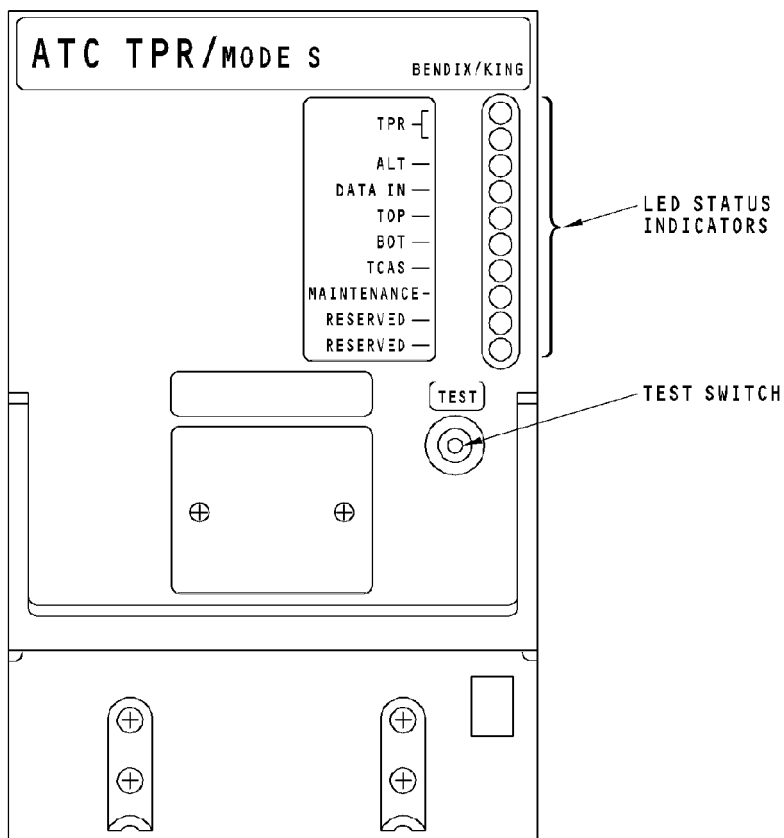 ATC TPR/MODE S
BENDIX/KING
TPR
ALT
DATA IN
TOP
BOT
TCAS
MAINTENANCE
RESERVED
RESERVED
LED STATUS
INDICATORS
TEST
TEST SWITCH